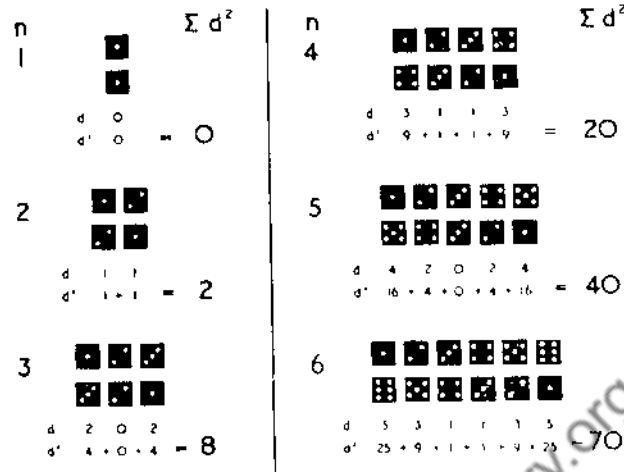 n Σ d²
1
d 0
d² 0 = 0
2
d 1 1
d² 1 + 1 = 2
3
d 2 0 2
d² 4 + 0 + 4 = 8
n Σ d²
4
d 3 1 1 3
d² 9 + 1 + 1 + 9 = 20
5
d 4 2 0 2 4
d² 16 + 4 + 0 + 4 + 16 = 40
6
d 5 3 1 1 3 5
d² 25 + 9 + 1 + 1 + 9 + 25 = 70
.org